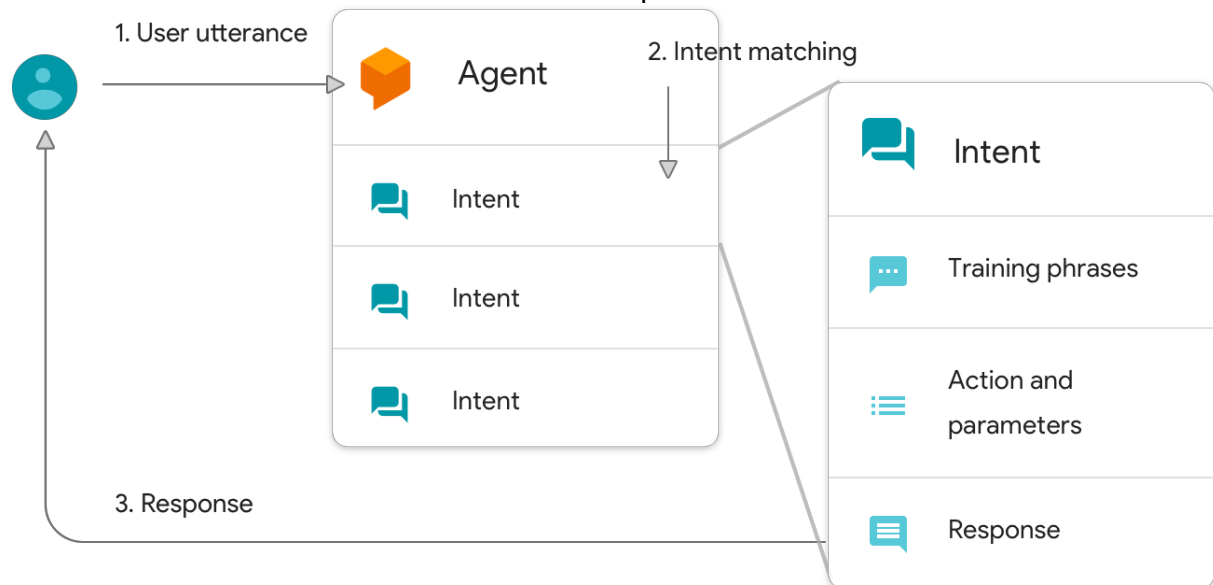 1. User utterance
Agent
2. Intent matching
Intent
Intent
Intent
Intent
Training phrases
Action and
parameters
Response
3. Response